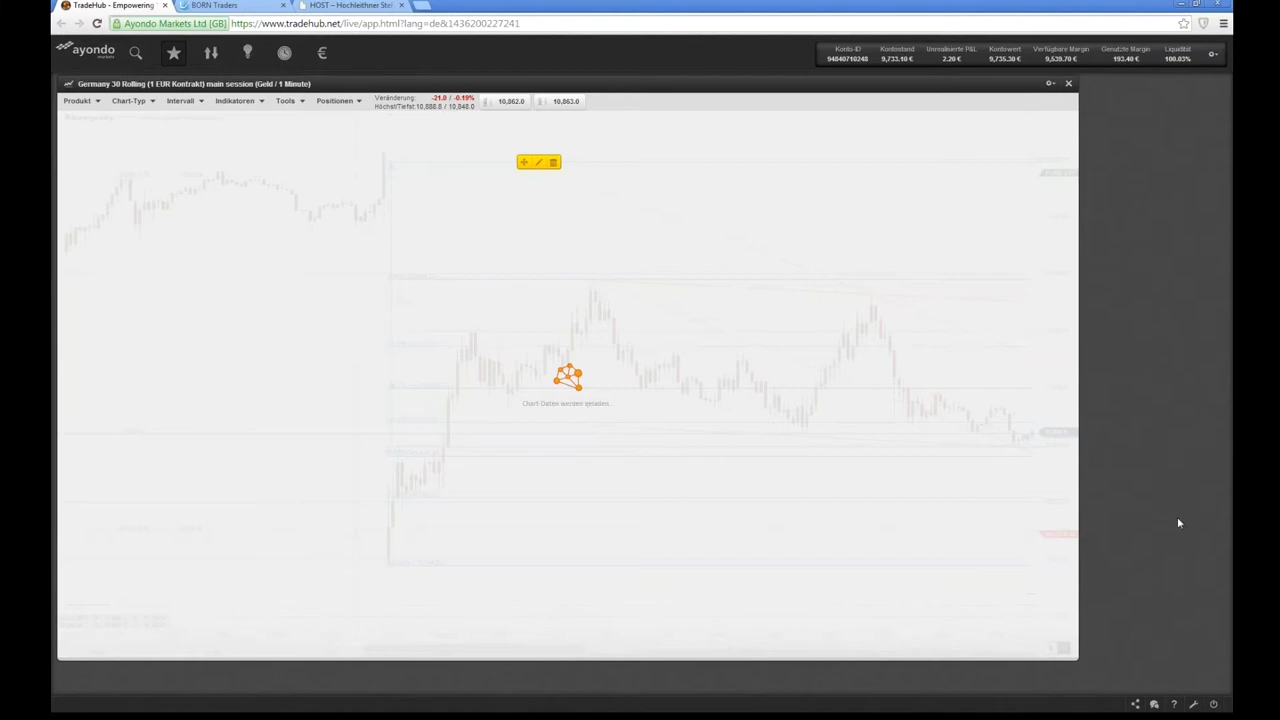 TradeHub - Empowering
BORN Traders
HOST – Hochleithner Stef
Ayondo Markets Ltd [GB]
https://www.tradehub.net/live/app.html?lang=de&1436200227241
ayondo
markets
€
Konto-ID
Kontostand
Unrealisierte P&L
Kontowert
Verfügbare Margin
Genutzte Margin
Liquidität
94840710248
9,733.10 €
2.20 €
9,735.30 €
9,539.70 €
193.40 €
100.03%
Germany 30 Rolling (1 EUR Kontrakt) main session (Geld / 1 Minute)
Produkt
Chart-Typ
Intervall
Indikatoren
Tools
Positionen
Veränderung: -21.0 / -0.19%
Höchst/Tiefst: 10,888.8 / 10,848.0
10,862.0
10,863.0
Chart-Daten werden geladen...
?